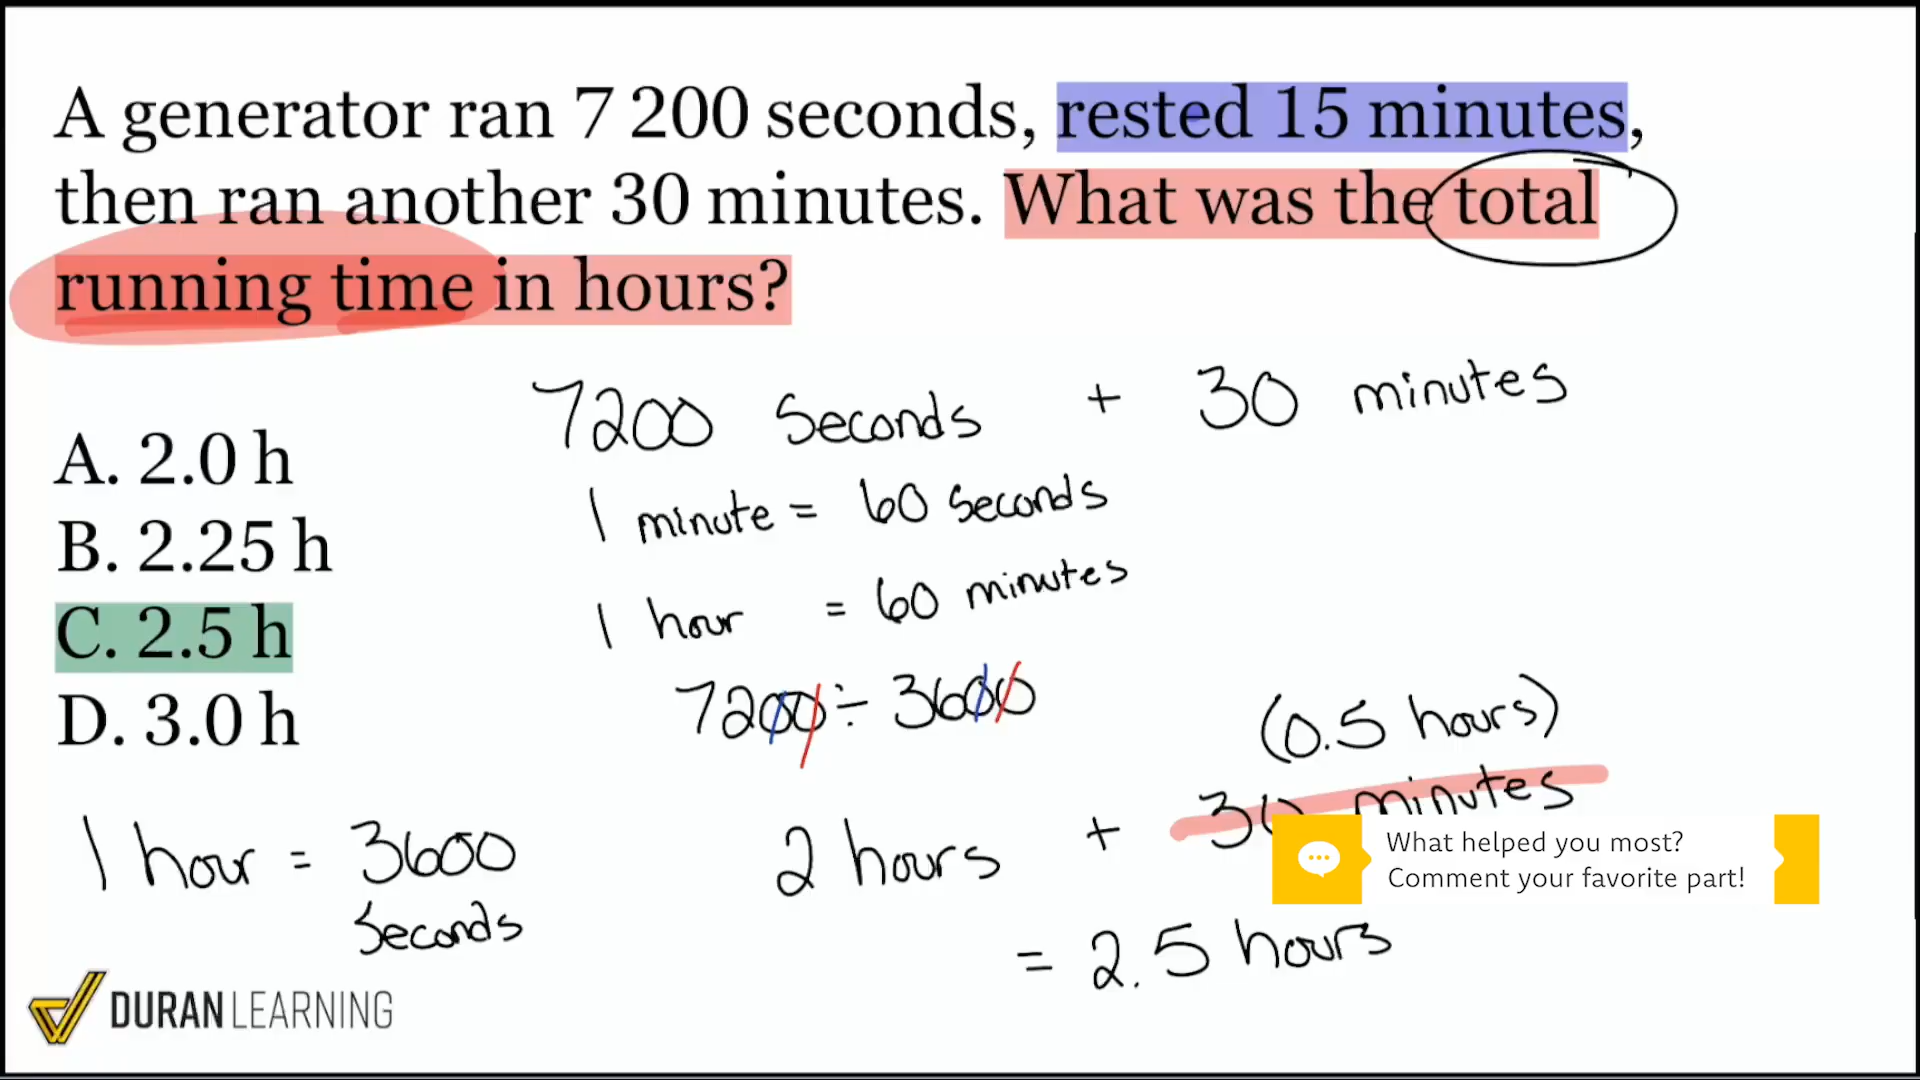 A generator ran 7 200 seconds, rested 15 minutes,
then ran another 30 minutes. What was the total
running time in hours?
7200 Seconds + 30 minutes
A. 2.0 h
B. 2.25 h
C. 2.5 h
D. 3.0 h
1 minute = 60 Seconds
1 hour = 60 minutes
7200 ÷ 3600
(0.5 hours)
1 hour = 3600
Seconds
2 hours + 30 minutes
What helped you most?
Comment your favorite part!
= 2.5 hours
DURAN LEARNING